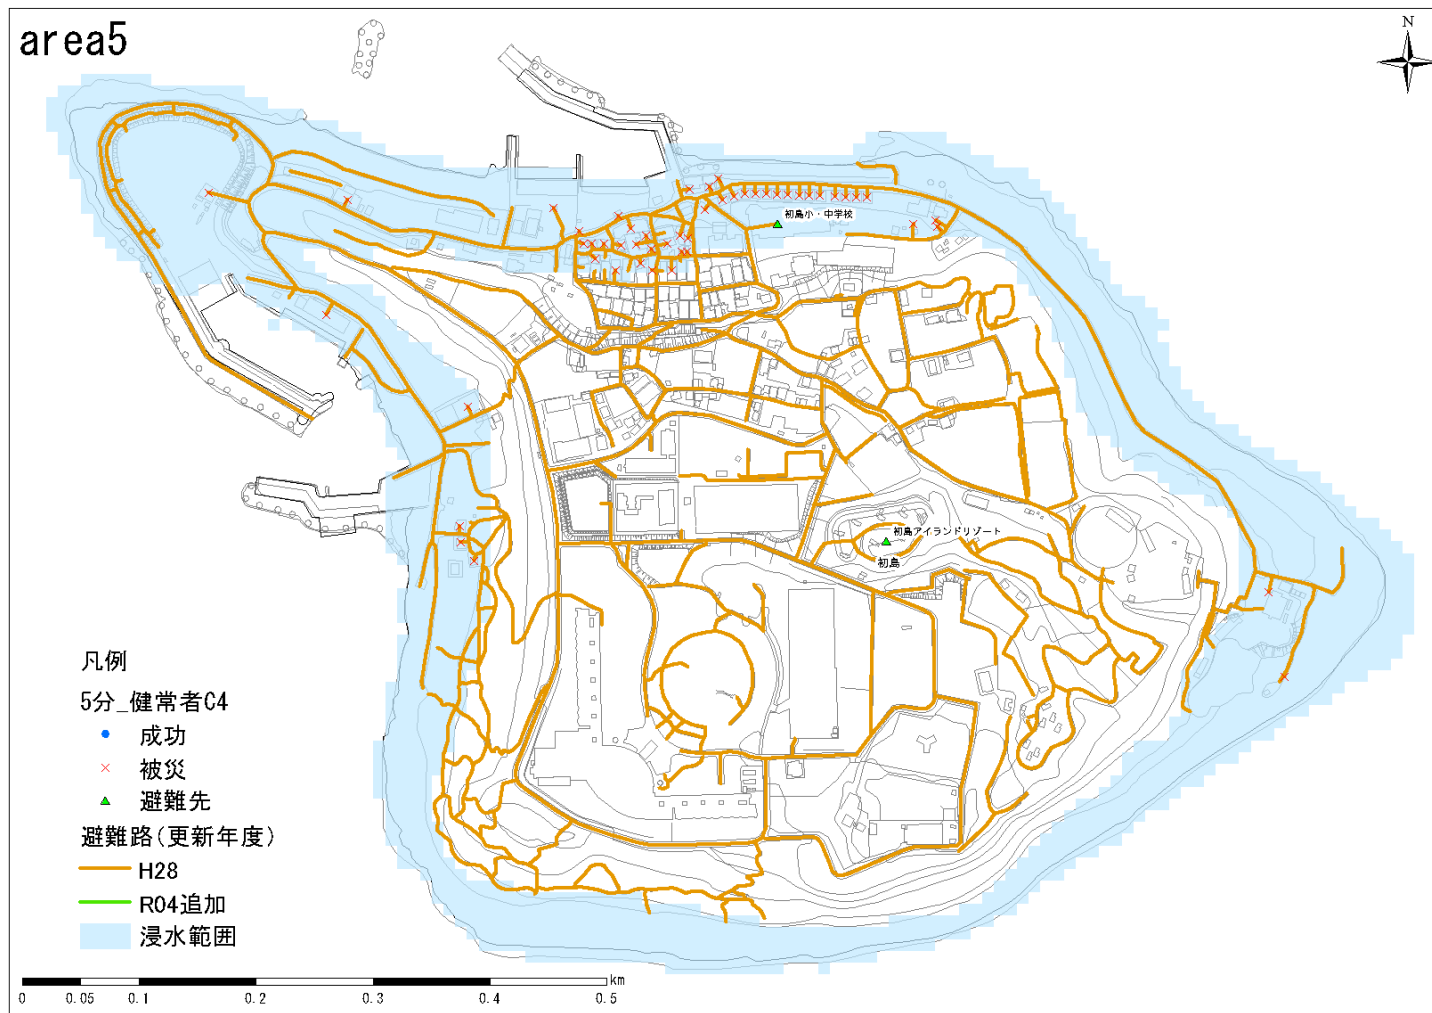 area5
N
初島小・中学校
初島アイランドリゾート
初島
凡例
5分_健常者C4
成功
被災
避難先
避難路(更新年度)
H28
R04追加
浸水範囲
km
0 0.05 0.1 0.2 0.3 0.4 0.5